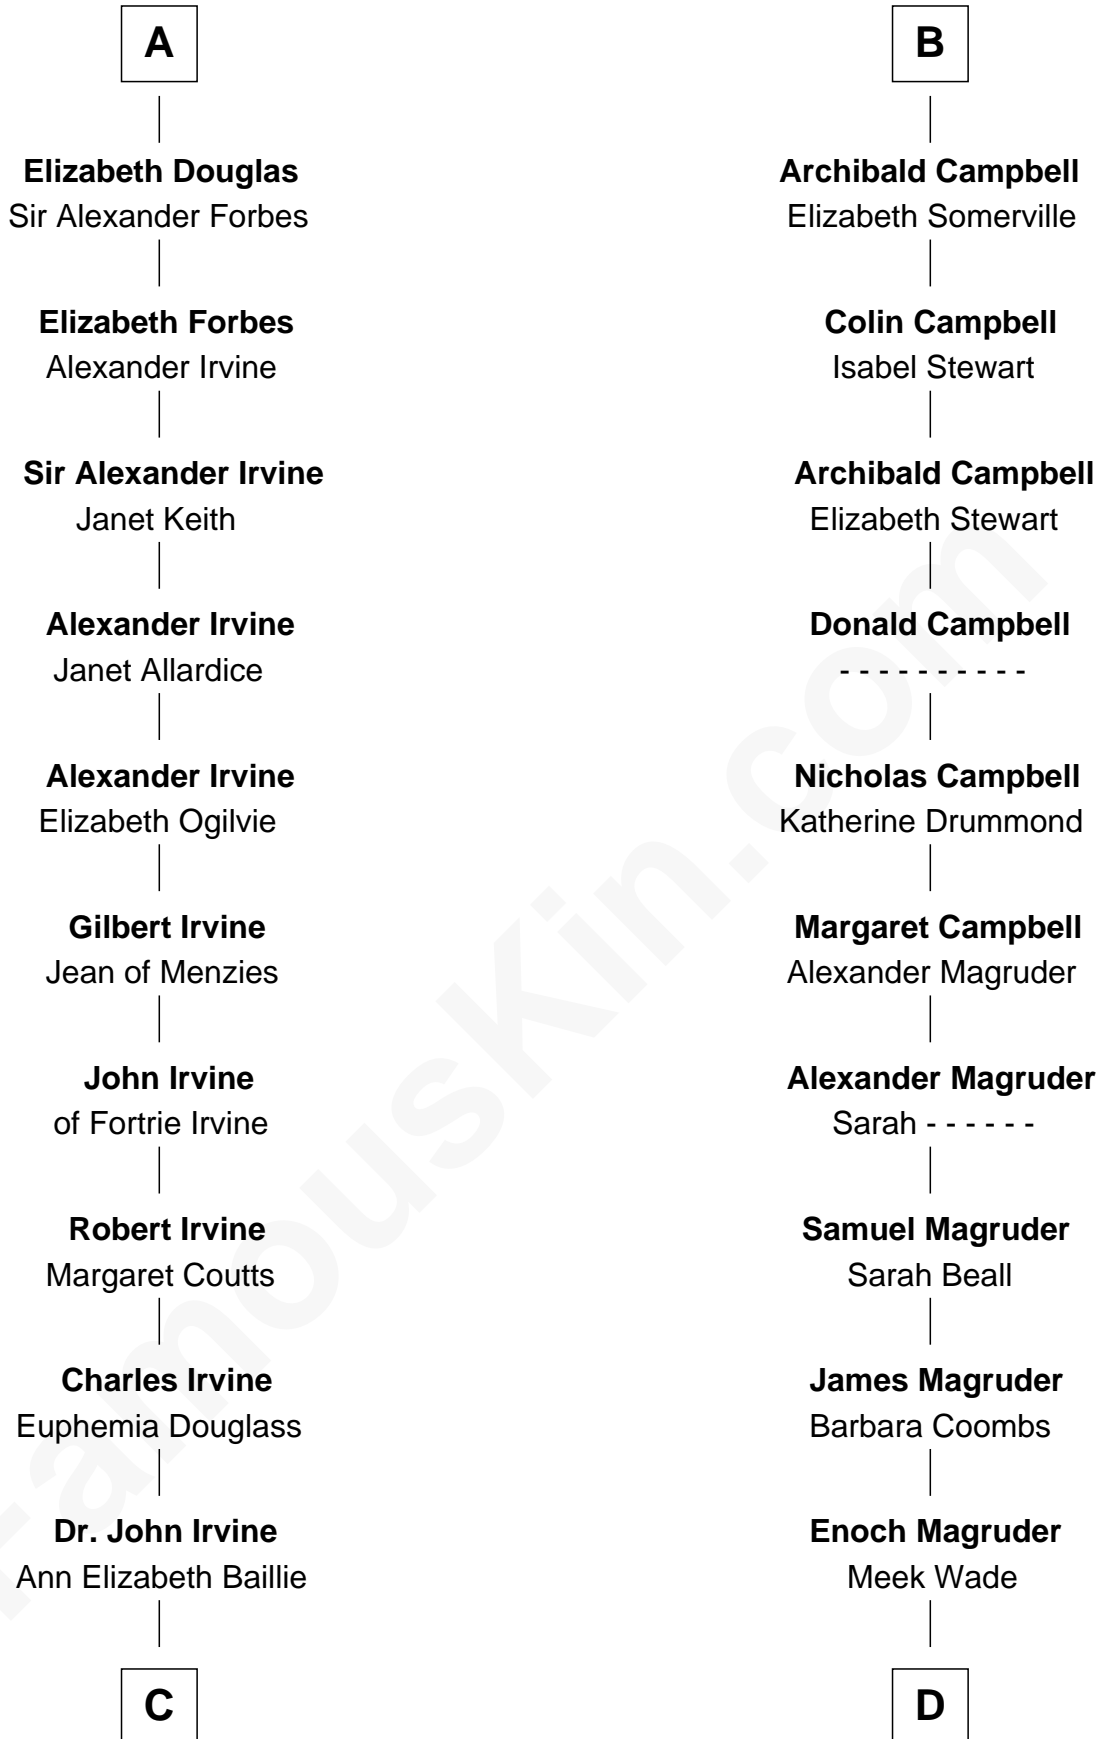 A
Elizabeth Douglas
Sir Alexander Forbes
Elizabeth Forbes
Alexander Irvine
Sir Alexander Irvine
Janet Keith
Alexander Irvine
Janet Allardice
Alexander Irvine
Elizabeth Ogilvie
Gilbert Irvine
Jean of Menzies
John Irvine
of Fortrie Irvine
Robert Irvine
Margaret Coutts
Charles Irvine
Euphemia Douglass
Dr. John Irvine
Ann Elizabeth Baillie
C
B
Archibald Campbell
Elizabeth Somerville
Colin Campbell
Isabel Stewart
Archibald Campbell
Elizabeth Stewart
Donald Campbell
- - - - - - - - - -
Nicholas Campbell
Katherine Drummond
Margaret Campbell
Alexander Magruder
Alexander Magruder
Sarah - - - - - -
Samuel Magruder
Sarah Beall
James Magruder
Barbara Coombs
Enoch Magruder
Meek Wade
D
FamousKin.com